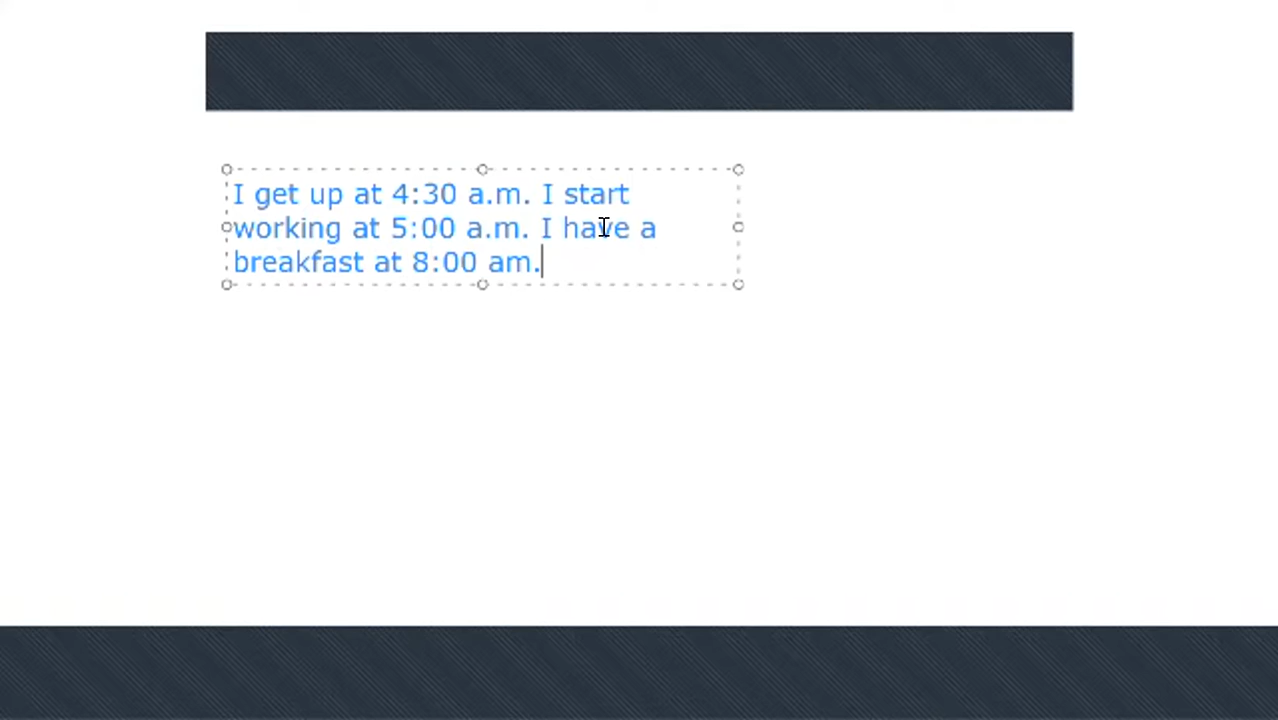 I get up at 4:30 a.m. I start
working at 5:00 a.m. I have a
breakfast at 8:00 am.